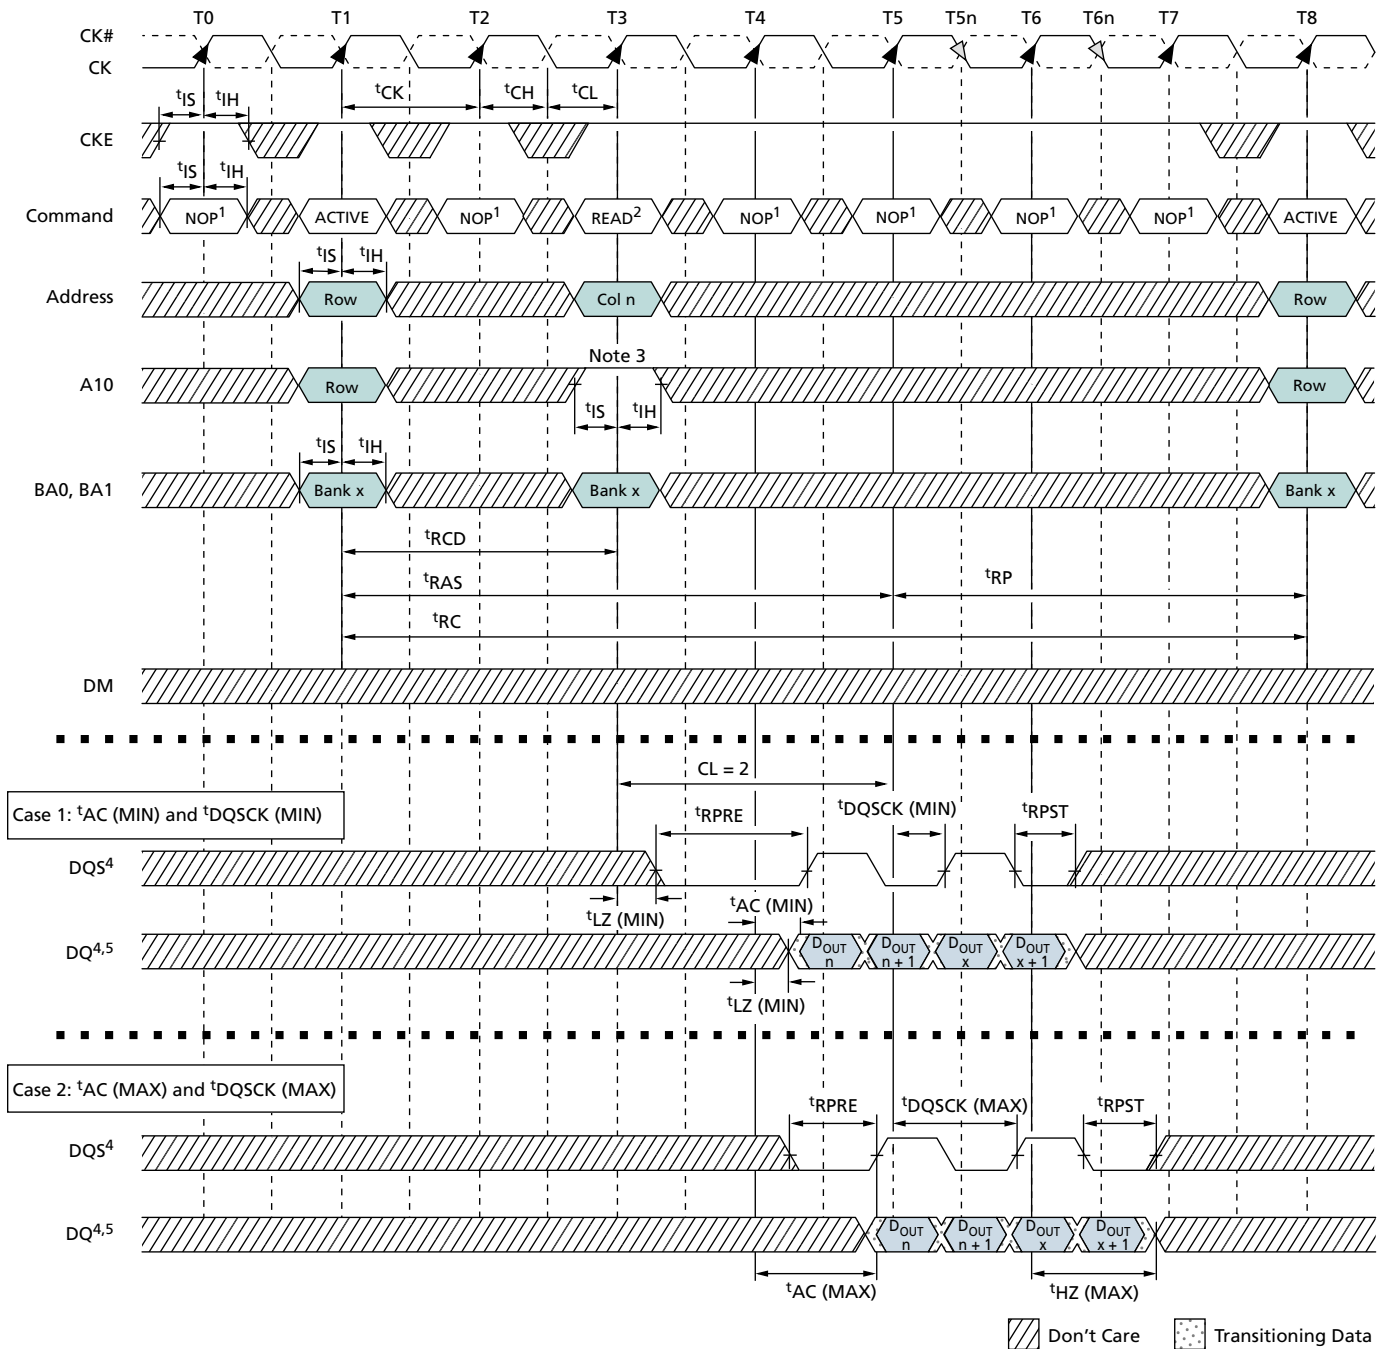 T0 T1 T2 T3 T4 T5 T5n T6 T6n T7 T8
CK#
CK
tIS tIH tCK tCH tCL
CKE
tIS tIH
Command NOP1 ACTIVE NOP1 READ2 NOP1 NOP1 NOP1 NOP1 ACTIVE
tIS tIH
Address Row Col n Row
Note 3
A10 Row Row
tIS tIH
tIS tIH
BA0, BA1 Bank x Bank x Bank x
tRCD
tRAS tRP
tRC
DM
CL = 2
Case 1: tAC (MIN) and tDQSCK (MIN)
tRPRE tDQSCK (MIN) tRPST
DQS4
tLZ (MIN) tAC (MIN)
DQ4,5 DOUT n DOUT n + 1 DOUT x DOUT x + 1
tLZ (MIN)
Case 2: tAC (MAX) and tDQSCK (MAX)
tRPRE tDQSCK (MAX) tRPST
DQS4
DQ4,5 DOUT n DOUT n + 1 DOUT x DOUT x + 1
tAC (MAX) tHZ (MAX)
Don't Care Transitioning Data